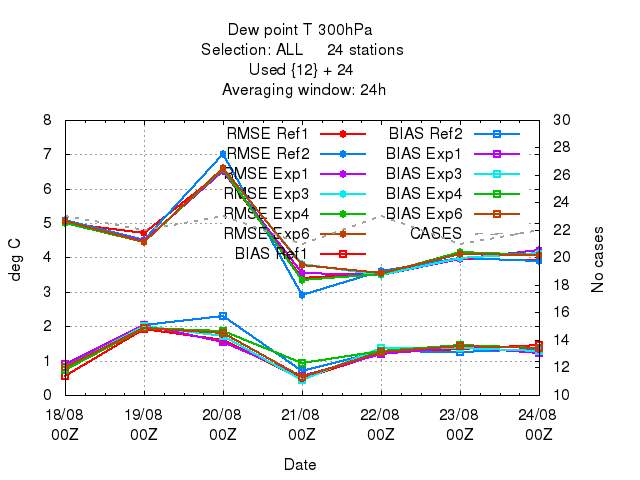 Dew point T 300hPa
Selection: ALL 24 stations
Used {12} + 24
Averaging window: 24h
8 30
7 28
6 26
5 24
4 22
3 20
2 18
1 16
0 14
12
10
deg C
No cases
RMSE Ref1 BIAS Ref2
RMSE Ref2 BIAS Exp1
RMSE Exp1 BIAS Exp3
RMSE Exp3 BIAS Exp4
RMSE Exp4 BIAS Exp6
RMSE Exp6 CASES
BIAS Ref1
18/08 19/08 20/08 21/08 22/08 23/08 24/08
00Z 00Z 00Z 00Z 00Z 00Z 00Z
Date